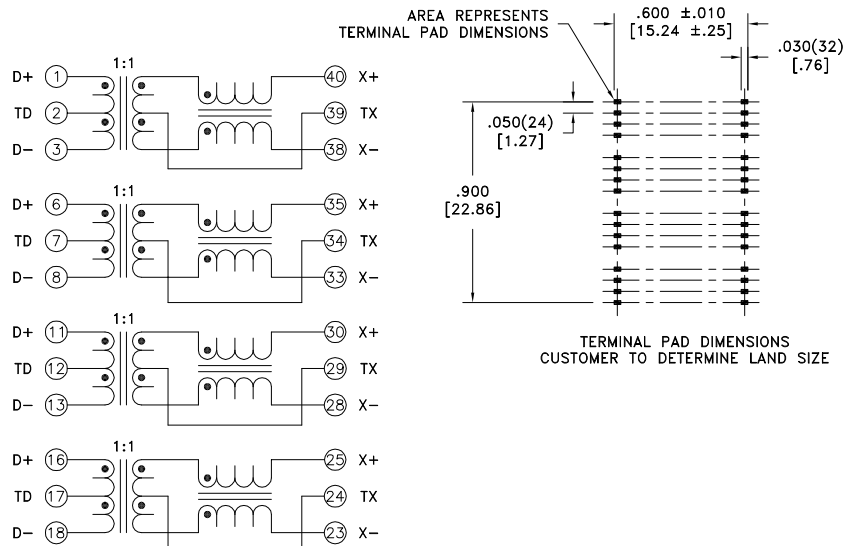 1:1
D+ 1 40 X+
TD 2 39 TX
D- 3 38 X-
1:1
D+ 6 35 X+
TD 7 34 TX
D- 8 33 X-
1:1
D+ 11 30 X+
TD 12 29 TX
D- 13 28 X-
1:1
D+ 16 25 X+
TD 17 24 TX
D- 18 23 X-
AREA REPRESENTS
TERMINAL PAD DIMENSIONS
.600 ±.010
[15.24 ±.25]
.030(32)
[.76]
.050(24)
[1.27]
.900
[22.86]
TERMINAL PAD DIMENSIONS
CUSTOMER TO DETERMINE LAND SIZE